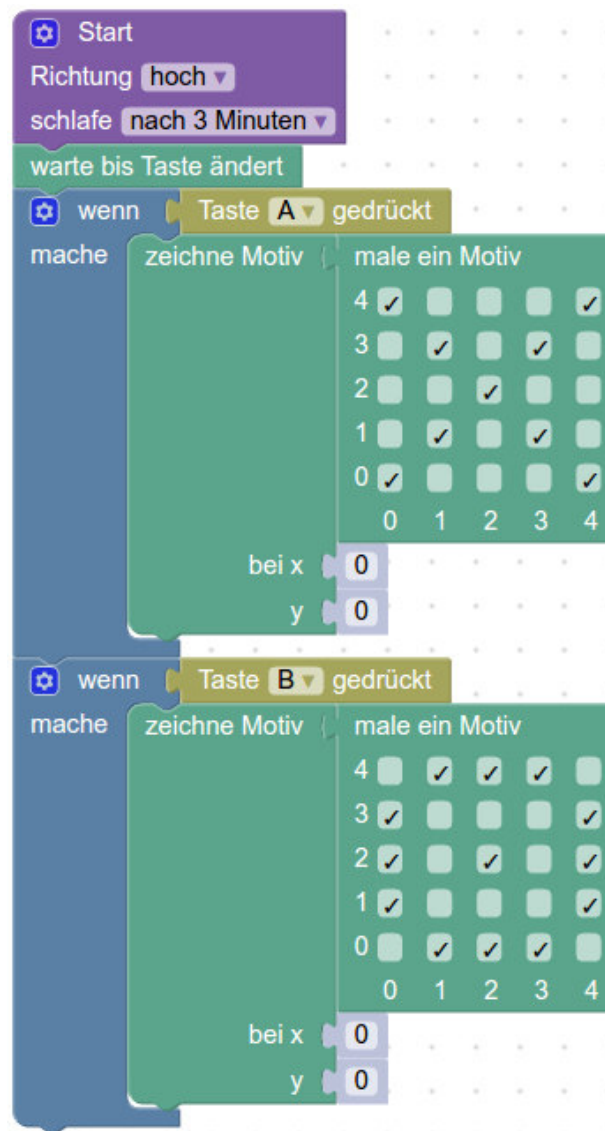 Start
Richtung hoch
schlafe nach 3 Minuten
warte bis Taste ändert
wenn Taste A gedrückt
mache zeichne Motiv male ein Motiv
4
3
2
1
0
0 1 2 3 4
bei x 0
y 0
wenn Taste B gedrückt
mache zeichne Motiv male ein Motiv
4
3
2
1
0
0 1 2 3 4
bei x 0
y 0